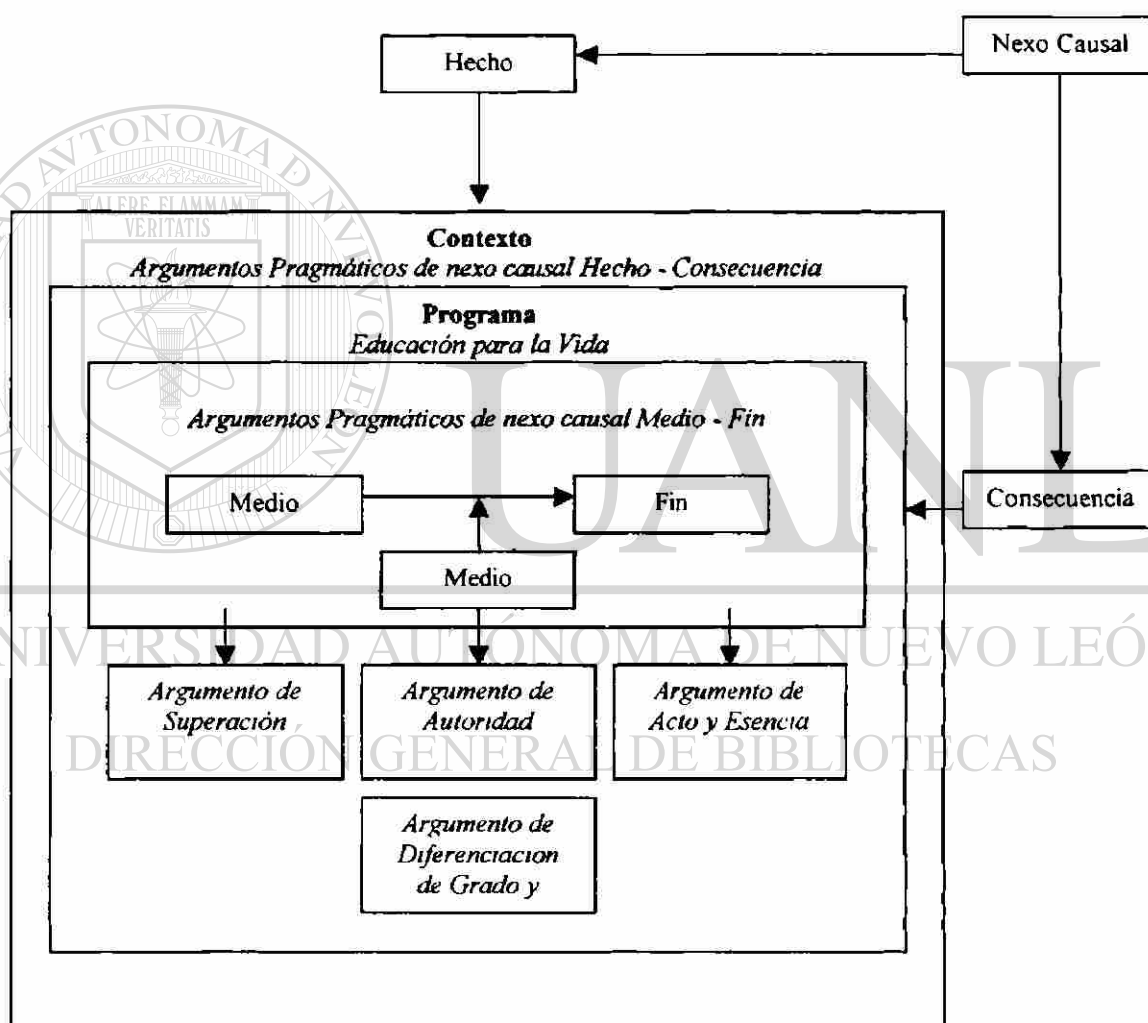 Hecho
Nexo Causal
Contexto
Argumentos Pragmáticos de nexo causal Hecho - Consecuencia
Programa
Educación para la Vida
Argumentos Pragmáticos de nexo causal Medio - Fin
Medio
Fin
Consecuencia
Medio
Argumento de
Superación
Argumento de
Autoridad
Argumento de
Acto y Esencia
Argumento de
Diferenciacion
de Grado y
ALERE FLAMMAM
VERITATIS
UANL
UNIVERSIDAD AUTÓNOMA DE NUEVO LEÓ
DIRECCIÓN GENERAL DE BIBLIOTECAS